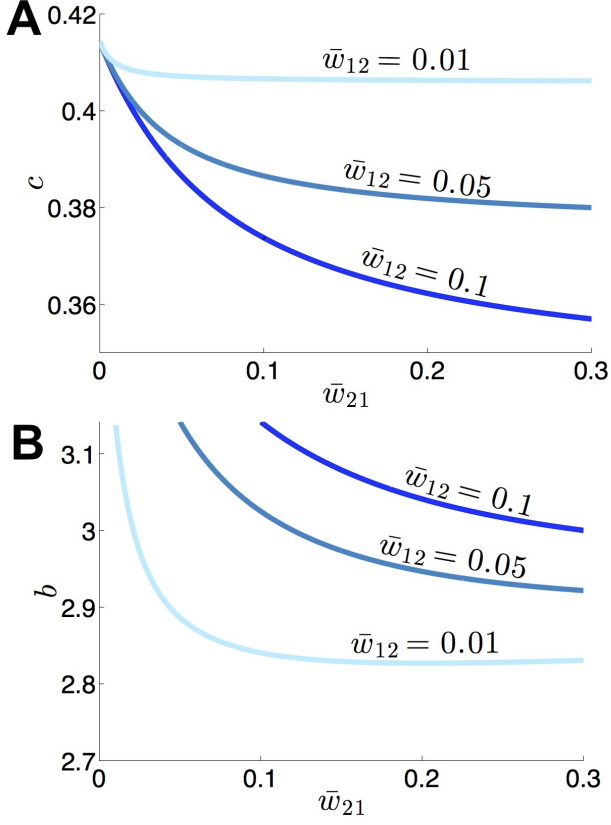 A
0.42
0.4
0.38
0.36
c
w̄₁₂ = 0.01
w̄₁₂ = 0.05
w̄₁₂ = 0.1
0 0.1 0.2 0.3
w̄₂₁
B
3.1
3
2.9
2.8
2.7
b
w̄₁₂ = 0.1
w̄₁₂ = 0.05
w̄₁₂ = 0.01
0 0.1 0.2 0.3
w̄₂₁